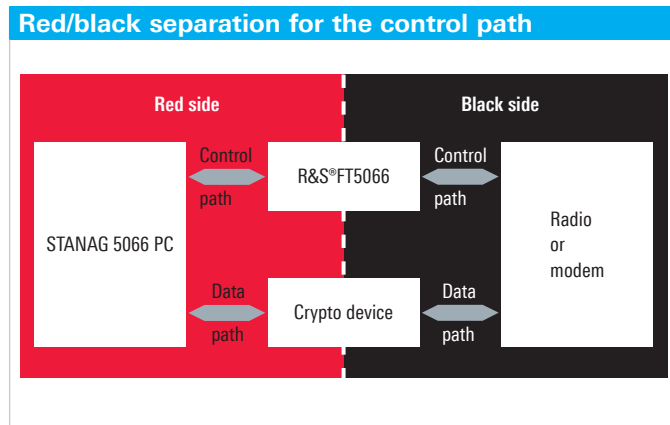 Red/black separation for the control path
Red side
Black side
STANAG 5066 PC
Control
path
R&S®FT5066
Control
path
Radio
or
modem
Data
path
Crypto device
Data
path